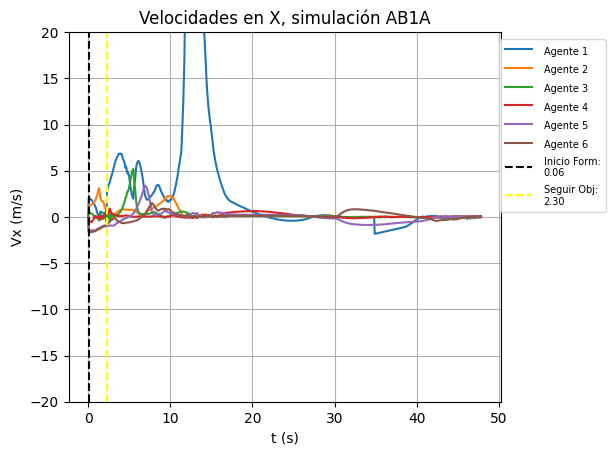 Velocidades en X, simulación AB1A
Vx (m/s)
20
15
10
5
0
−5
−10
−15
−20
0
10
20
30
40
50
t (s)
Agente 1
Agente 2
Agente 3
Agente 4
Agente 5
Agente 6
Inicio Form:
0.06
Seguir Obj:
2.30